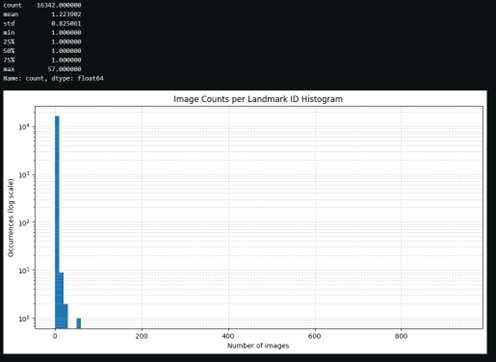 count 16342.000000
mean 1.223902
std 0.825061
min 1.000000
25% 1.000000
50% 1.000000
75% 1.000000
max 57.000000
Name: count, dtype: float64
Image Counts per Landmark ID Histogram
Occurrences (log scale)
10⁴
10³
10²
10¹
10⁰
0 200 400 600 800
Number of images